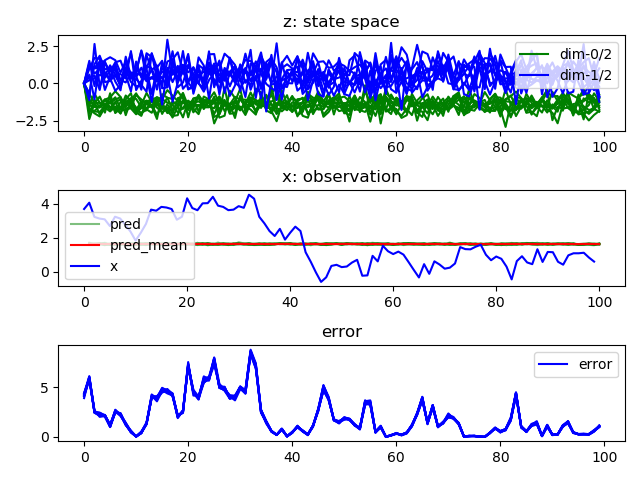 z: state space
2.5
0.0
−2.5
dim-0/2
dim-1/2
0 20 40 60 80 100
x: observation
4
2
0
pred
pred_mean
x
0 20 40 60 80 100
error
5
0
error
0 20 40 60 80 100